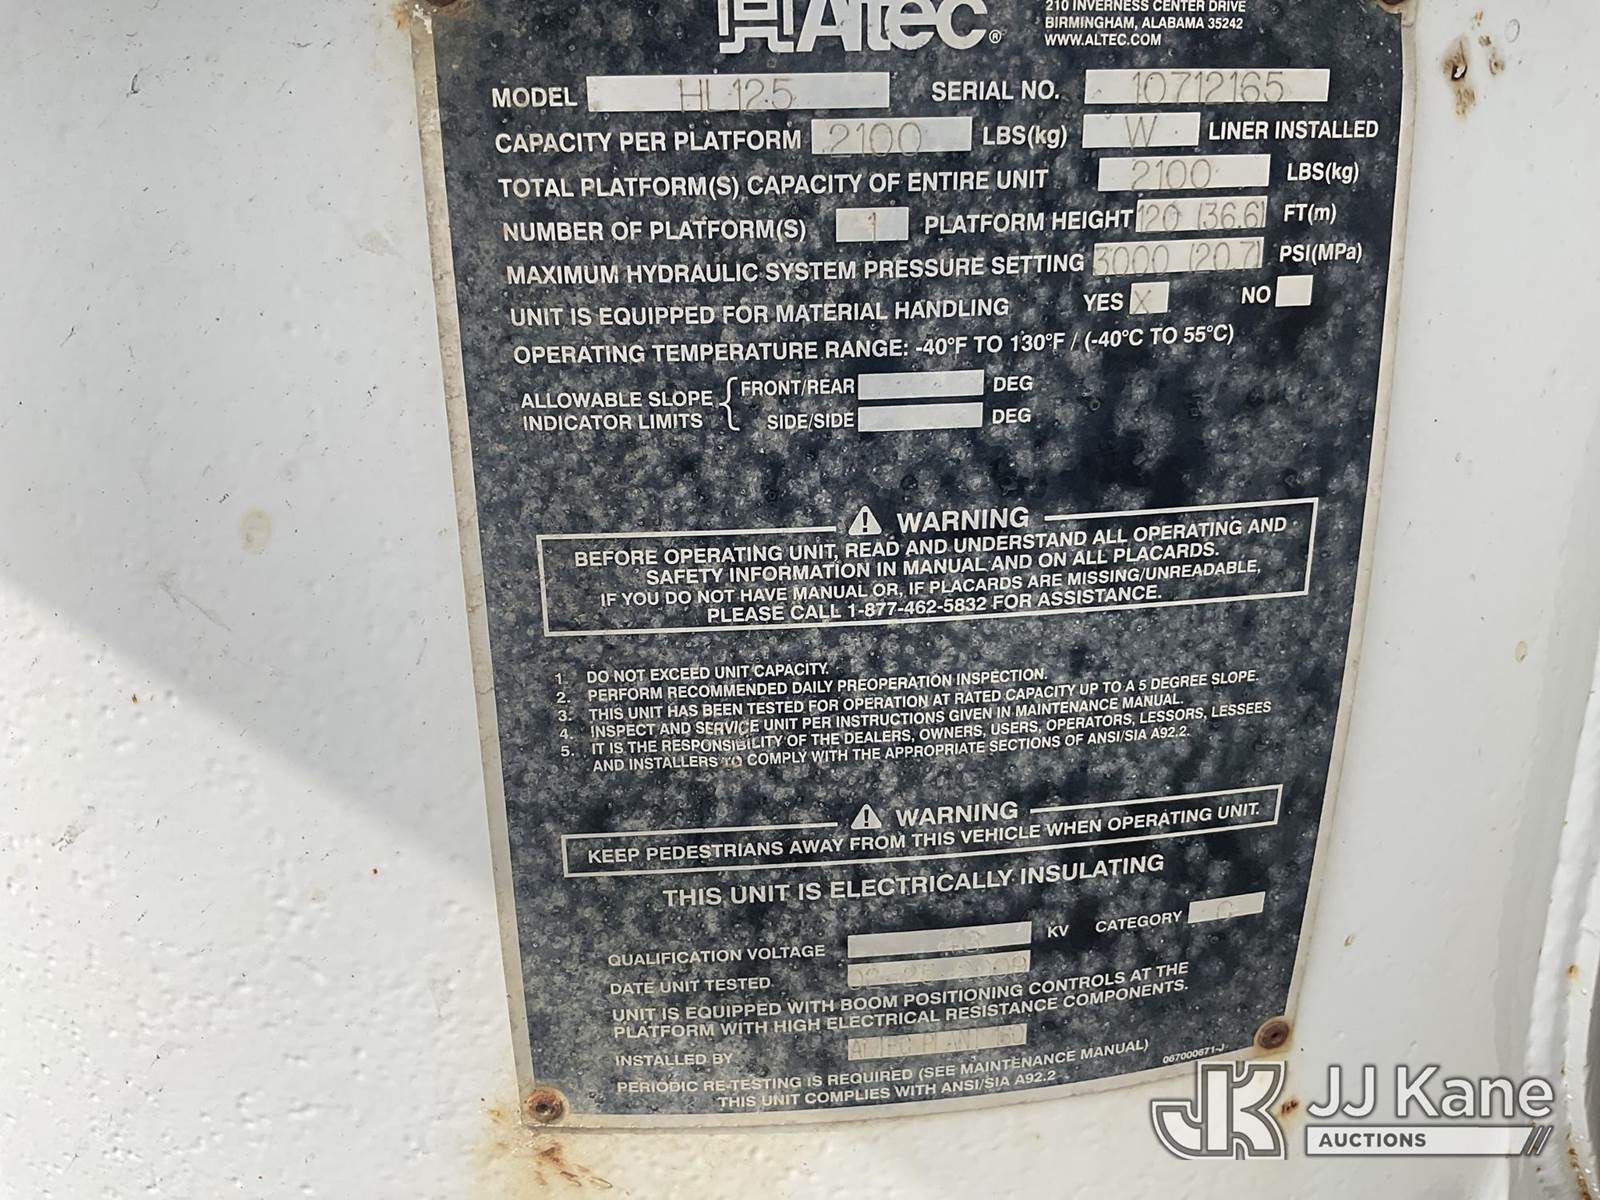 Altec®
210 INVERNESS CENTER DRIVE
BIRMINGHAM, ALABAMA 35242
WWW.ALTEC.COM
MODEL HL125 SERIAL NO. 10712165
CAPACITY PER PLATFORM 2100 LBS(kg) W LINER INSTALLED
TOTAL PLATFORM(S) CAPACITY OF ENTIRE UNIT 2100 LBS(kg)
NUMBER OF PLATFORM(S) 1 PLATFORM HEIGHT 120 (36.6) FT(m)
MAXIMUM HYDRAULIC SYSTEM PRESSURE SETTING 3000 (20.7) PSI(MPa)
UNIT IS EQUIPPED FOR MATERIAL HANDLING YES X NO
OPERATING TEMPERATURE RANGE: -40°F TO 130°F / (-40°C TO 55°C)
ALLOWABLE SLOPE INDICATOR LIMITS { FRONT/REAR DEG
SIDE/SIDE DEG
⚠ WARNING
BEFORE OPERATING UNIT, READ AND UNDERSTAND ALL OPERATING AND
SAFETY INFORMATION IN MANUAL AND ON ALL PLACARDS.
IF YOU DO NOT HAVE MANUAL OR, IF PLACARDS ARE MISSING/UNREADABLE,
PLEASE CALL 1-877-462-5832 FOR ASSISTANCE.
1. DO NOT EXCEED UNIT CAPACITY.
2. PERFORM RECOMMENDED DAILY PREOPERATION INSPECTION.
3. THIS UNIT HAS BEEN TESTED FOR OPERATION AT RATED CAPACITY UP TO A 5 DEGREE SLOPE.
4. INSPECT AND SERVICE UNIT PER INSTRUCTIONS GIVEN IN MAINTENANCE MANUAL.
5. IT IS THE RESPONSIBILITY OF THE DEALERS, OWNERS, USERS, OPERATORS, LESSORS, LESSEES
AND INSTALLERS TO COMPLY WITH THE APPROPRIATE SECTIONS OF ANSI/SIA A92.2.
⚠ WARNING
KEEP PEDESTRIANS AWAY FROM THIS VEHICLE WHEN OPERATING UNIT.
THIS UNIT IS ELECTRICALLY INSULATING
QUALIFICATION VOLTAGE KV CATEGORY C
DATE UNIT TESTED
UNIT IS EQUIPPED WITH BOOM POSITIONING CONTROLS AT THE
PLATFORM WITH HIGH ELECTRICAL RESISTANCE COMPONENTS.
INSTALLED BY ALTEC PLANT
PERIODIC RE-TESTING IS REQUIRED (SEE MAINTENANCE MANUAL) 067000671-J
THIS UNIT COMPLIES WITH ANSI/SIA A92.2
JK JJ Kane
AUCTIONS